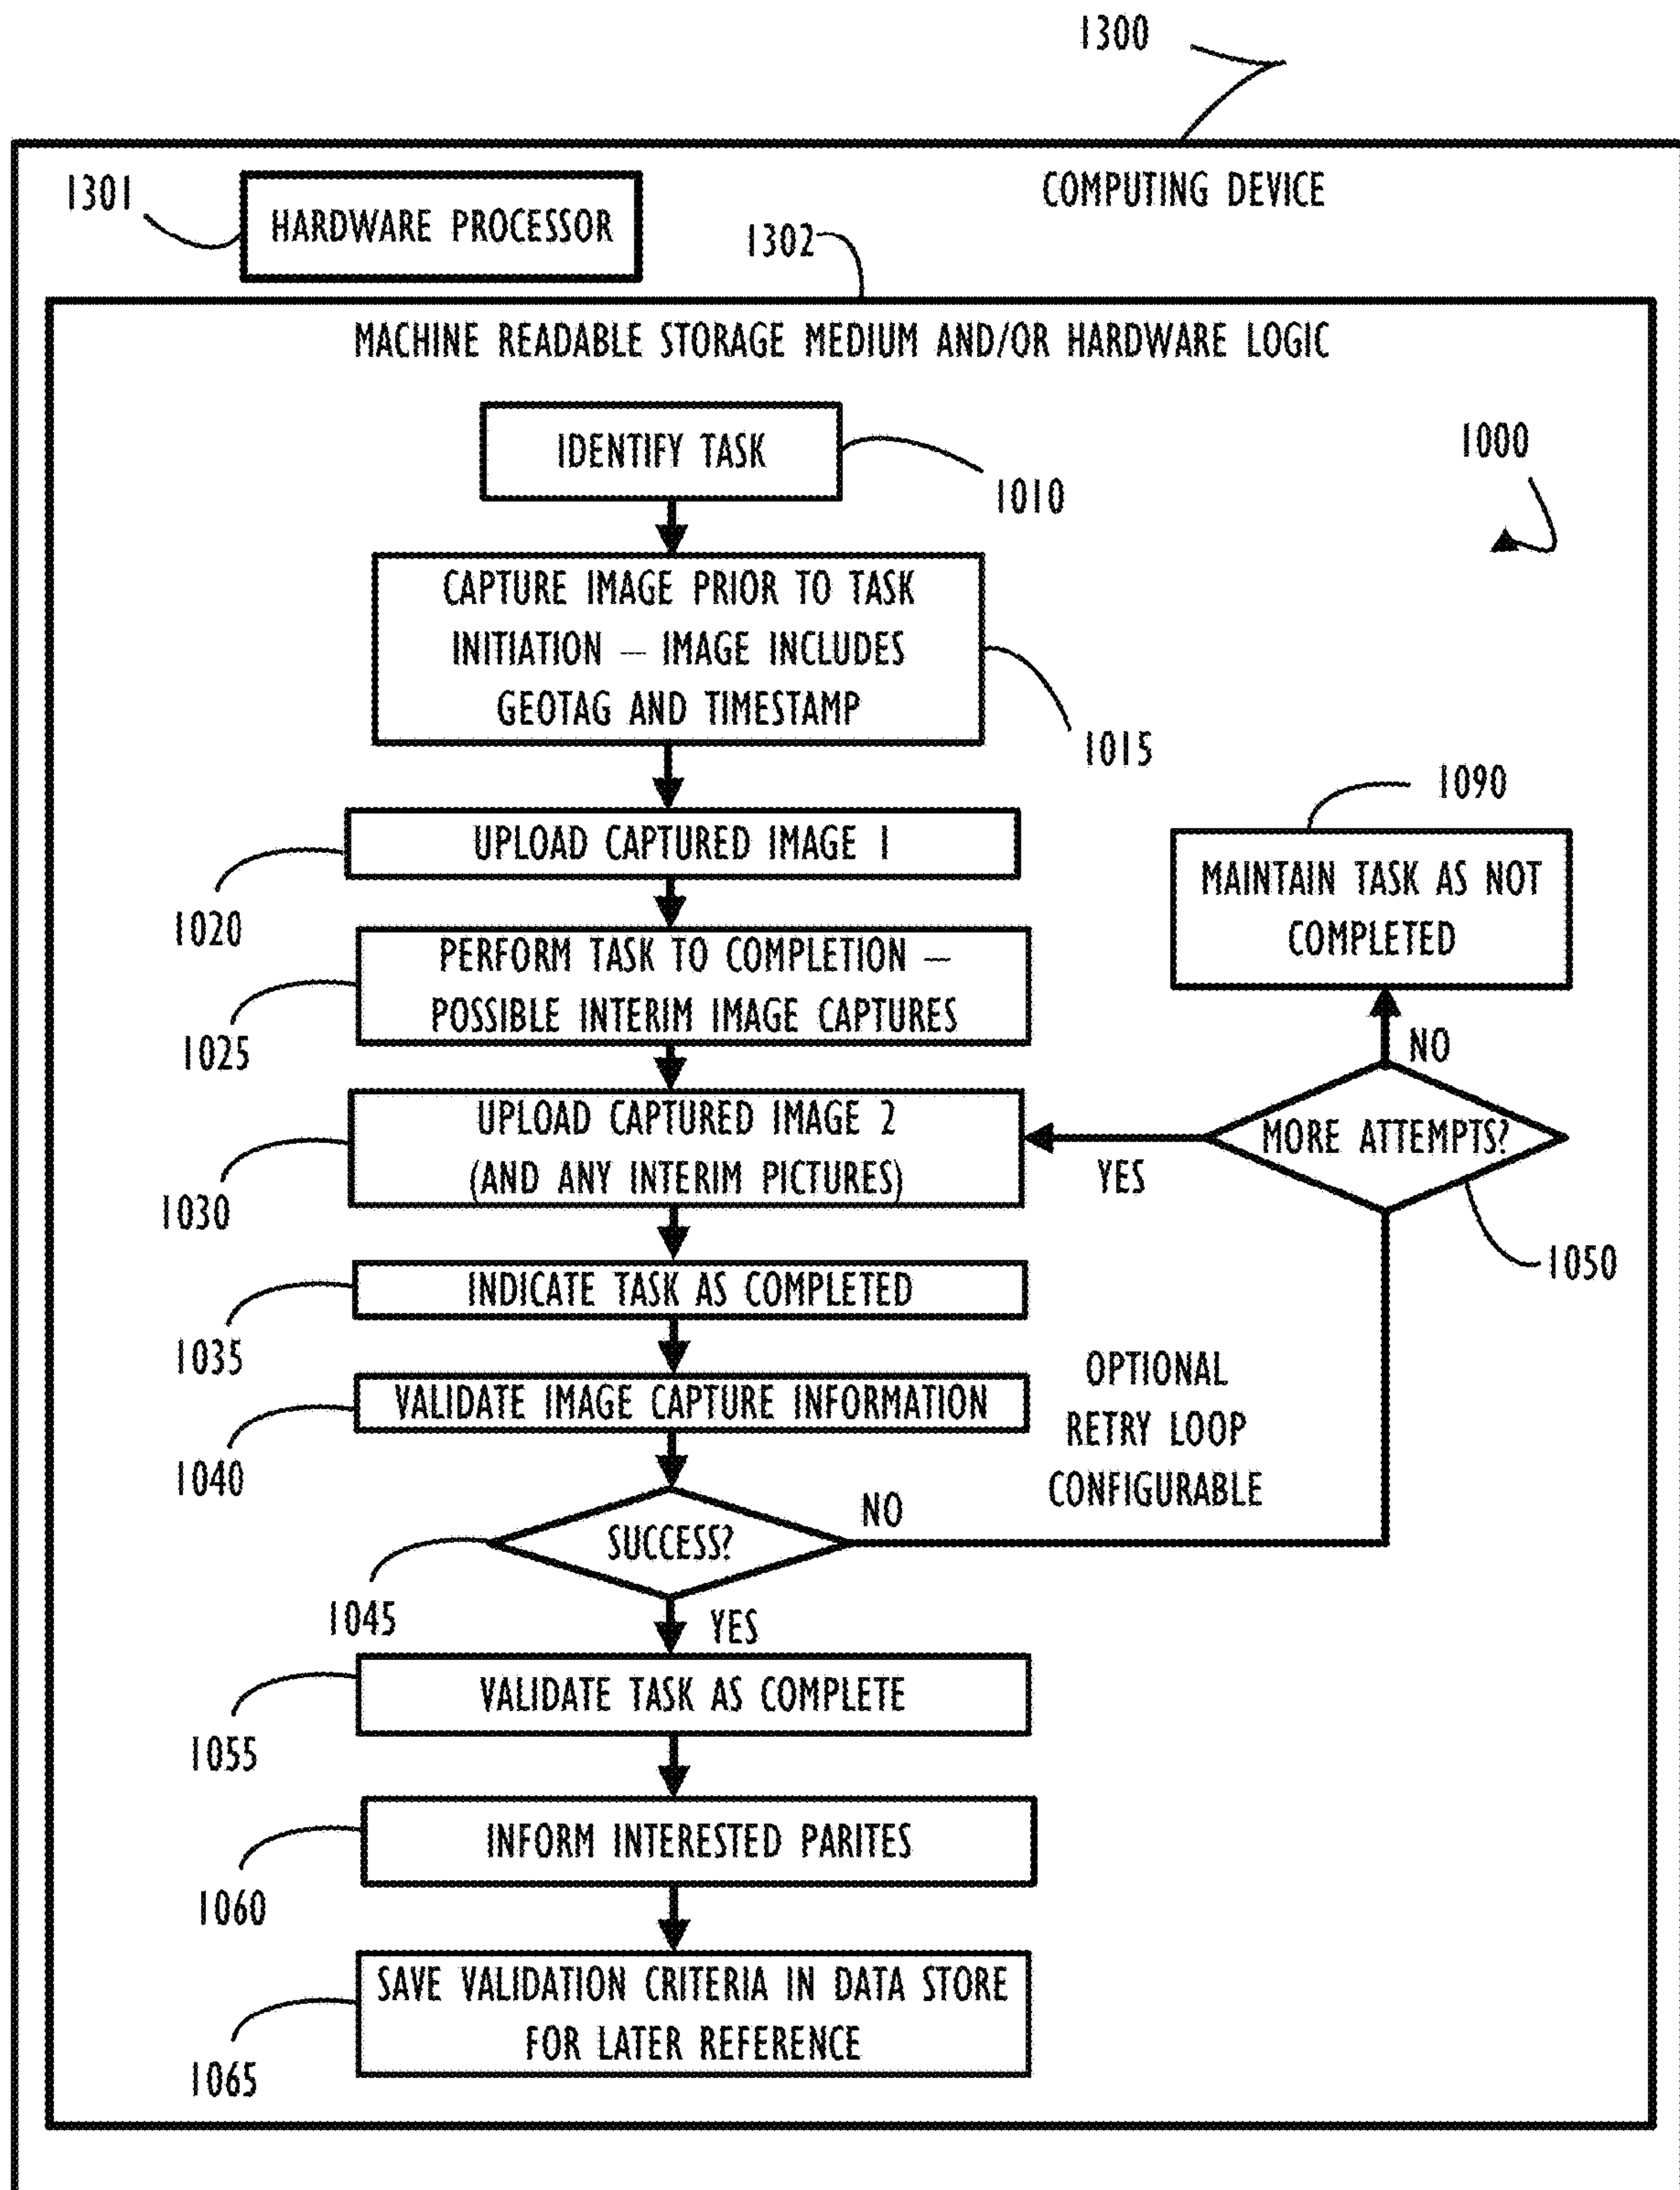 1300
COMPUTING DEVICE
1301
HARDWARE PROCESSOR
1302
MACHINE READABLE STORAGE MEDIUM AND/OR HARDWARE LOGIC
1000
IDENTIFY TASK
1010
CAPTURE IMAGE PRIOR TO TASK
INITIATION – IMAGE INCLUDES
GEOTAG AND TIMESTAMP
1015
UPLOAD CAPTURED IMAGE 1
1020
PERFORM TASK TO COMPLETION –
POSSIBLE INTERIM IMAGE CAPTURES
1025
UPLOAD CAPTURED IMAGE 2
(AND ANY INTERIM PICTURES)
1030
INDICATE TASK AS COMPLETED
1035
VALIDATE IMAGE CAPTURE INFORMATION
1040
SUCCESS?
1045
NO
OPTIONAL
RETRY LOOP
CONFIGURABLE
MORE ATTEMPTS?
1050
YES
NO
MAINTAIN TASK AS NOT
COMPLETED
1090
YES
VALIDATE TASK AS COMPLETE
1055
INFORM INTERESTED PARITES
1060
SAVE VALIDATION CRITERIA IN DATA STORE
FOR LATER REFERENCE
1065